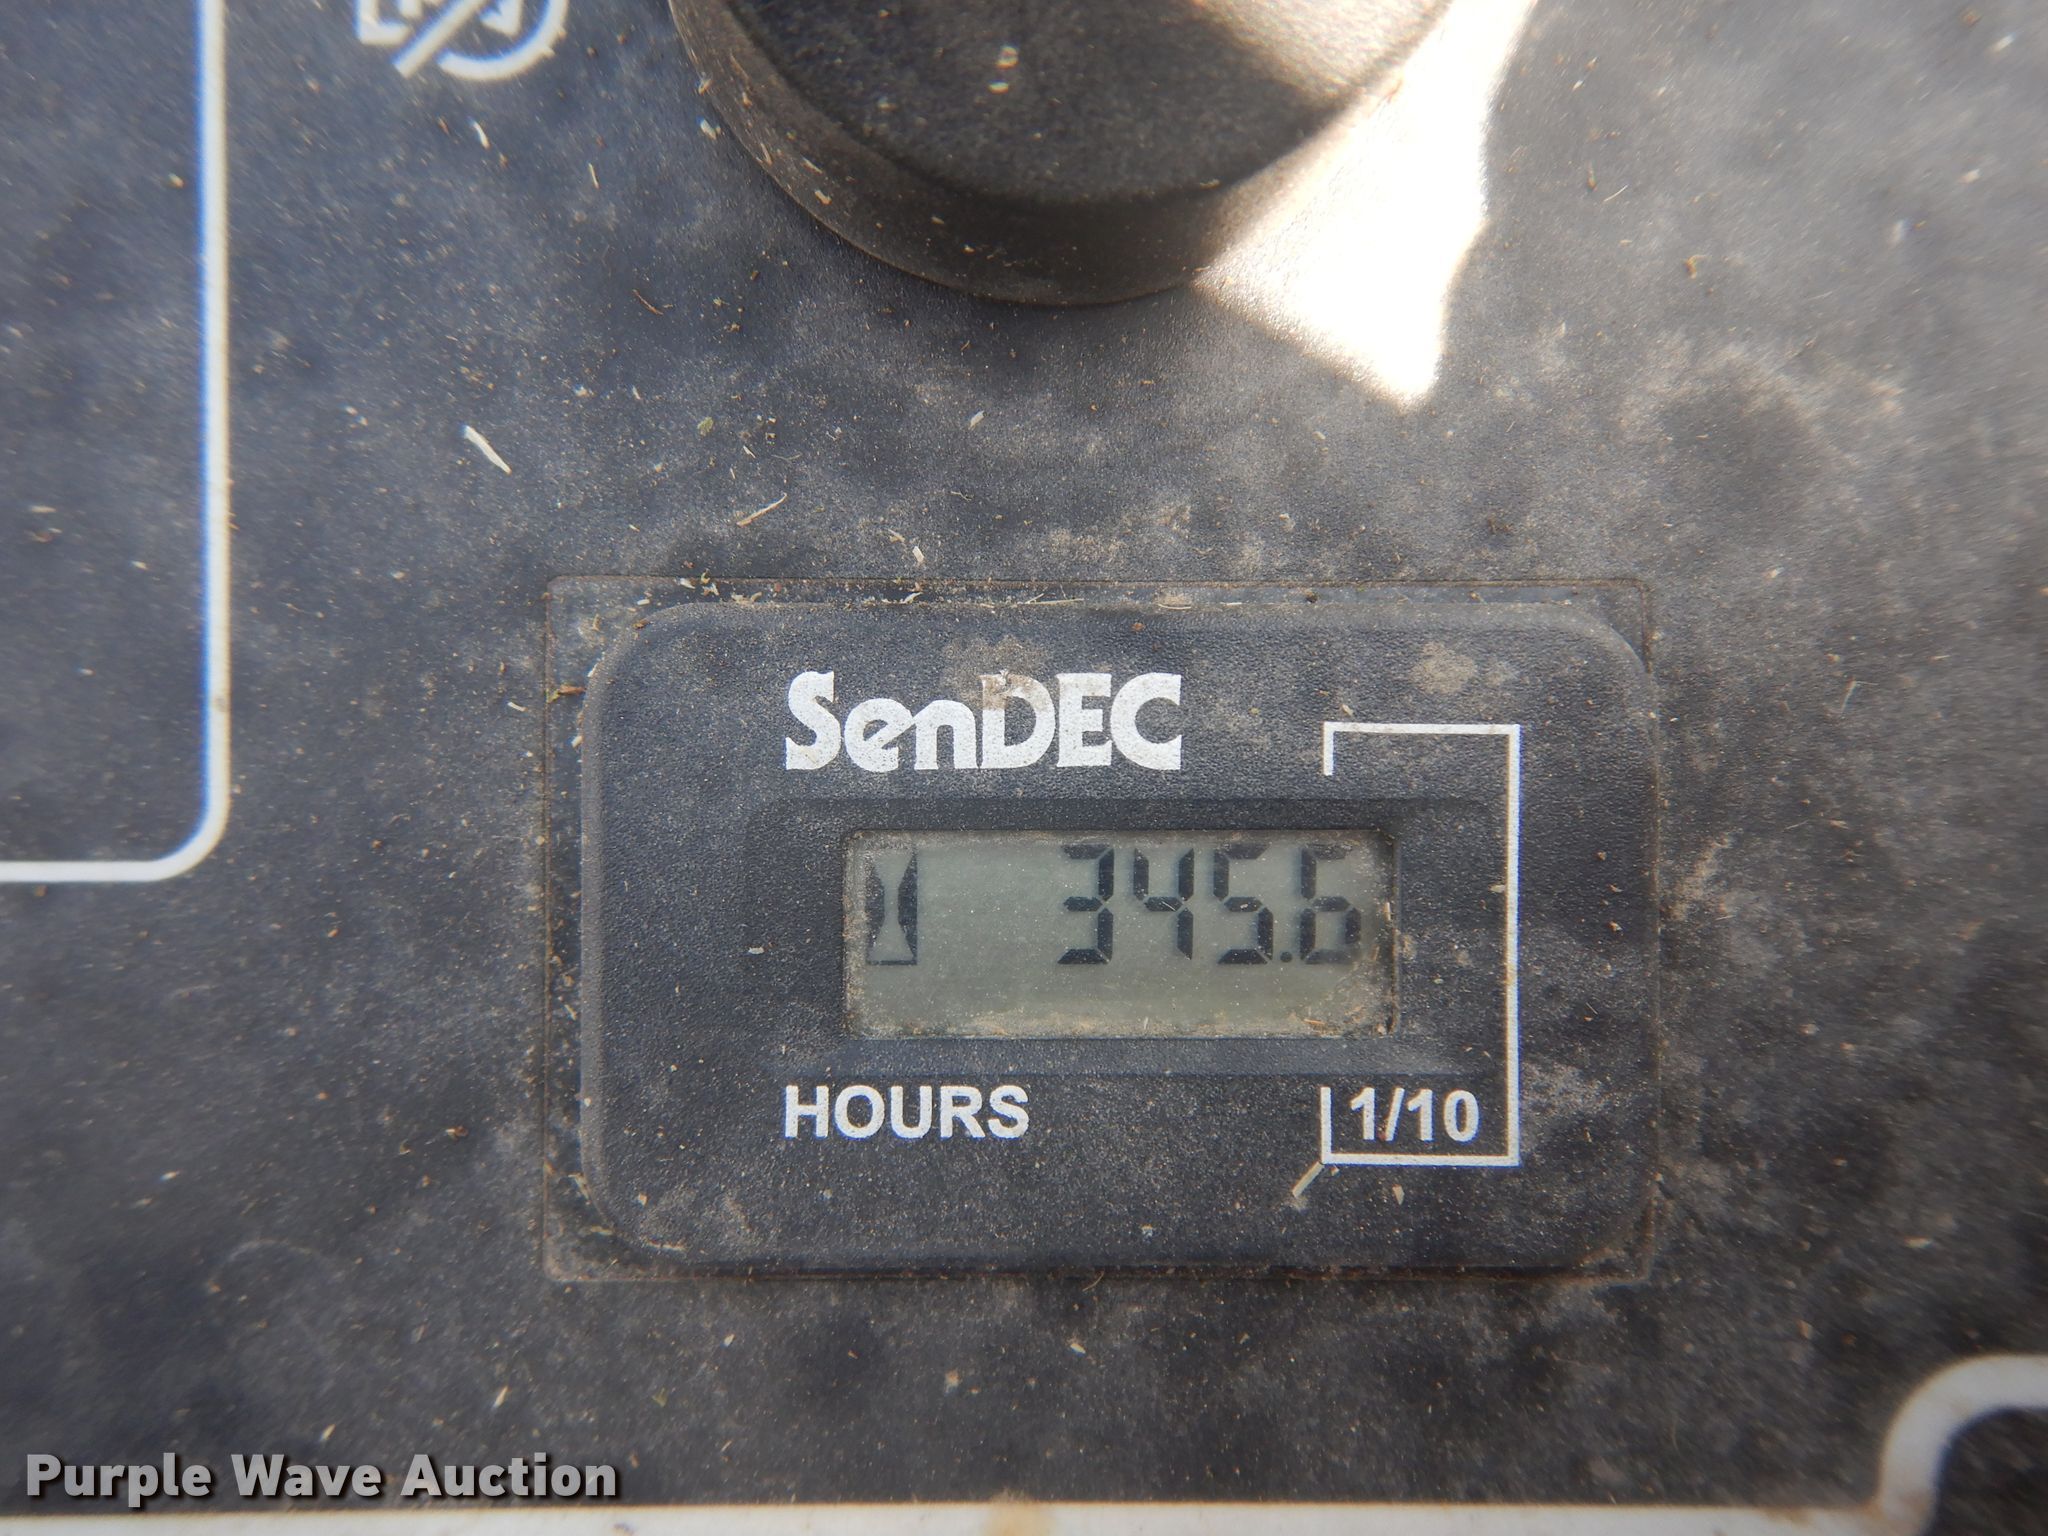 SenDEC
345.6
HOURS 1/10
Purple Wave Auction